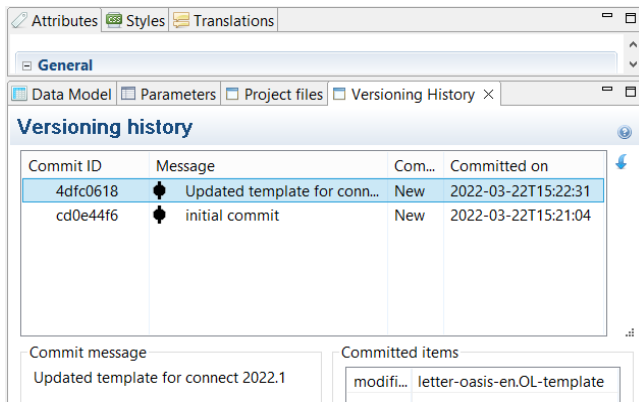 Attributes Styles Translations
General
Data Model Parameters Project files Versioning History
Versioning history
Commit ID Message Com... Committed on
4dfc0618 Updated template for conn... New 2022-03-22T15:22:31
cd0e44f6 initial commit New 2022-03-22T15:21:04
Commit message Committed items
Updated template for connect 2022.1 modifi... letter-oasis-en.OL-template